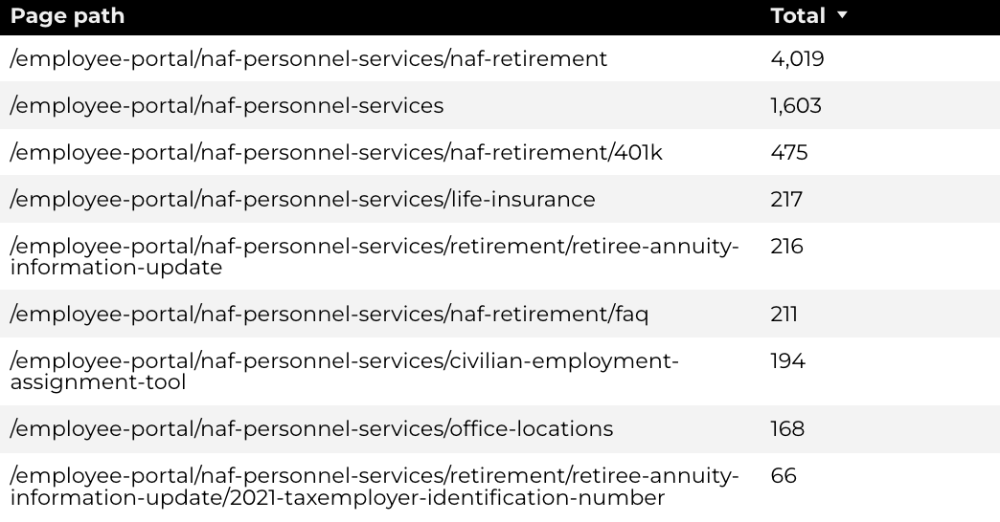 Page path Total ▼
/employee-portal/naf-personnel-services/naf-retirement 4,019
/employee-portal/naf-personnel-services 1,603
/employee-portal/naf-personnel-services/naf-retirement/401k 475
/employee-portal/naf-personnel-services/life-insurance 217
/employee-portal/naf-personnel-services/retirement/retiree-annuity- 216
information-update
/employee-portal/naf-personnel-services/naf-retirement/faq 211
/employee-portal/naf-personnel-services/civilian-employment- 194
assignment-tool
/employee-portal/naf-personnel-services/office-locations 168
/employee-portal/naf-personnel-services/retirement/retiree-annuity- 66
information-update/2021-taxemployer-identification-number